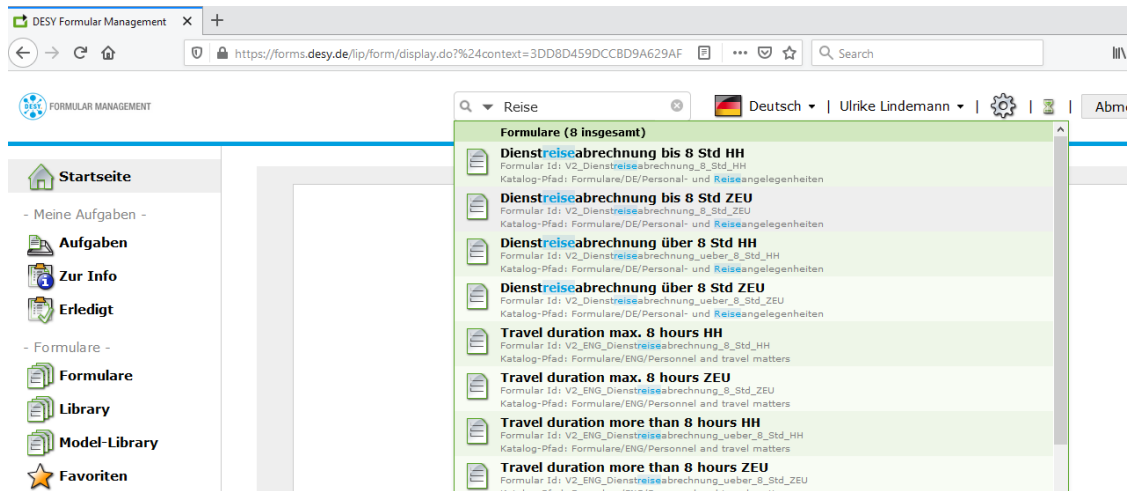 DESY Formular Management
https://forms.desy.de/lip/form/display.do?%24context=3DD8D459DCCBD9A629AF
Search
DESY. FORMULAR MANAGEMENT
Reise
Deutsch
|
Ulrike Lindemann
|
|
|
Abme
Startseite
- Meine Aufgaben -
Aufgaben
Zur Info
Erledigt
- Formulare -
Formulare
Library
Model-Library
Favoriten
Formulare (8 insgesamt)
Dienstreiseabrechnung bis 8 Std HH
Formular Id: V2_Dienstreiseabrechnung_8_Std_HH
Katalog-Pfad: Formulare/DE/Personal- und Reiseangelegenheiten
Dienstreiseabrechnung bis 8 Std ZEU
Formular Id: V2_Dienstreiseabrechnung_8_Std_ZEU
Katalog-Pfad: Formulare/DE/Personal- und Reiseangelegenheiten
Dienstreiseabrechnung über 8 Std HH
Formular Id: V2_Dienstreiseabrechnung_ueber_8_Std_HH
Katalog-Pfad: Formulare/DE/Personal- und Reiseangelegenheiten
Dienstreiseabrechnung über 8 Std ZEU
Formular Id: V2_Dienstreiseabrechnung_ueber_8_Std_ZEU
Katalog-Pfad: Formulare/DE/Personal- und Reiseangelegenheiten
Travel duration max. 8 hours HH
Formular Id: V2_ENG_Dienstreiseabrechnung_8_Std_HH
Katalog-Pfad: Formulare/ENG/Personnel and travel matters
Travel duration max. 8 hours ZEU
Formular Id: V2_ENG_Dienstreiseabrechnung_8_Std_ZEU
Katalog-Pfad: Formulare/ENG/Personnel and travel matters
Travel duration more than 8 hours HH
Formular Id: V2_ENG_Dienstreiseabrechnung_ueber_8_Std_HH
Katalog-Pfad: Formulare/ENG/Personnel and travel matters
Travel duration more than 8 hours ZEU
Formular Id: V2_ENG_Dienstreiseabrechnung_ueber_8_Std_ZEU